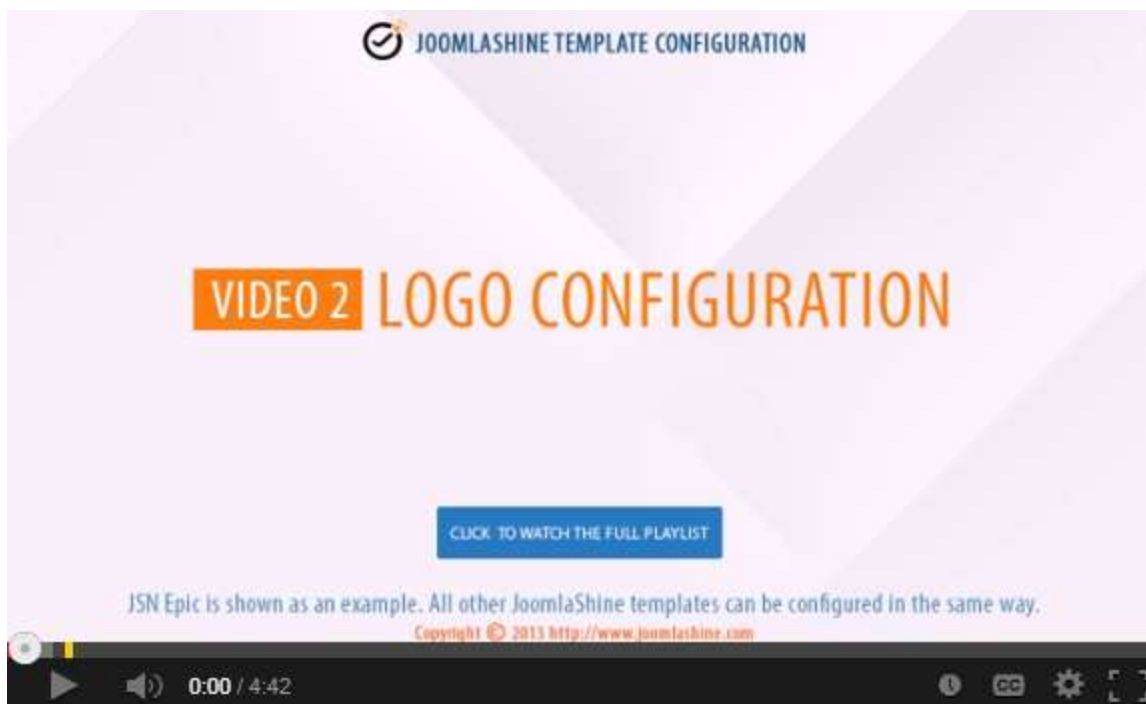 JOOMLASHINE TEMPLATE CONFIGURATION
VIDEO 2 LOGO CONFIGURATION
CLICK TO WATCH THE FULL PLAYLIST
JSN Epic is shown as an example. All other JoomlaShine templates can be configured in the same way.
Copyright © 2013 http://www.joomlashine.com
0:00 / 4:42
CC